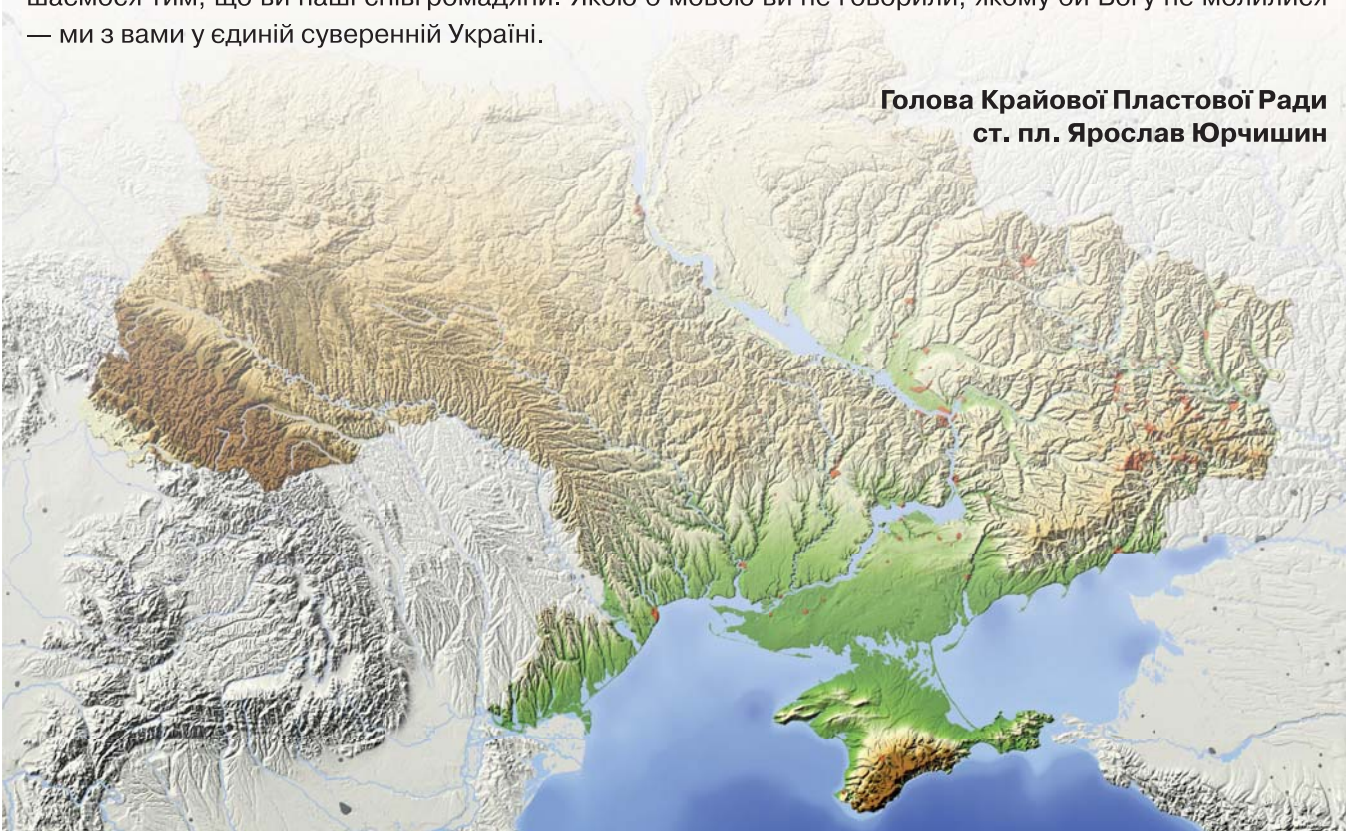 шаємося тим, що ви наші співгромадяни. Якою б мовою ви не говорили, якому би Богу не молилися
— ми з вами у єдиній суверенній Україні.
Голова Крайової Пластової Ради
ст. пл. Ярослав Юрчишин